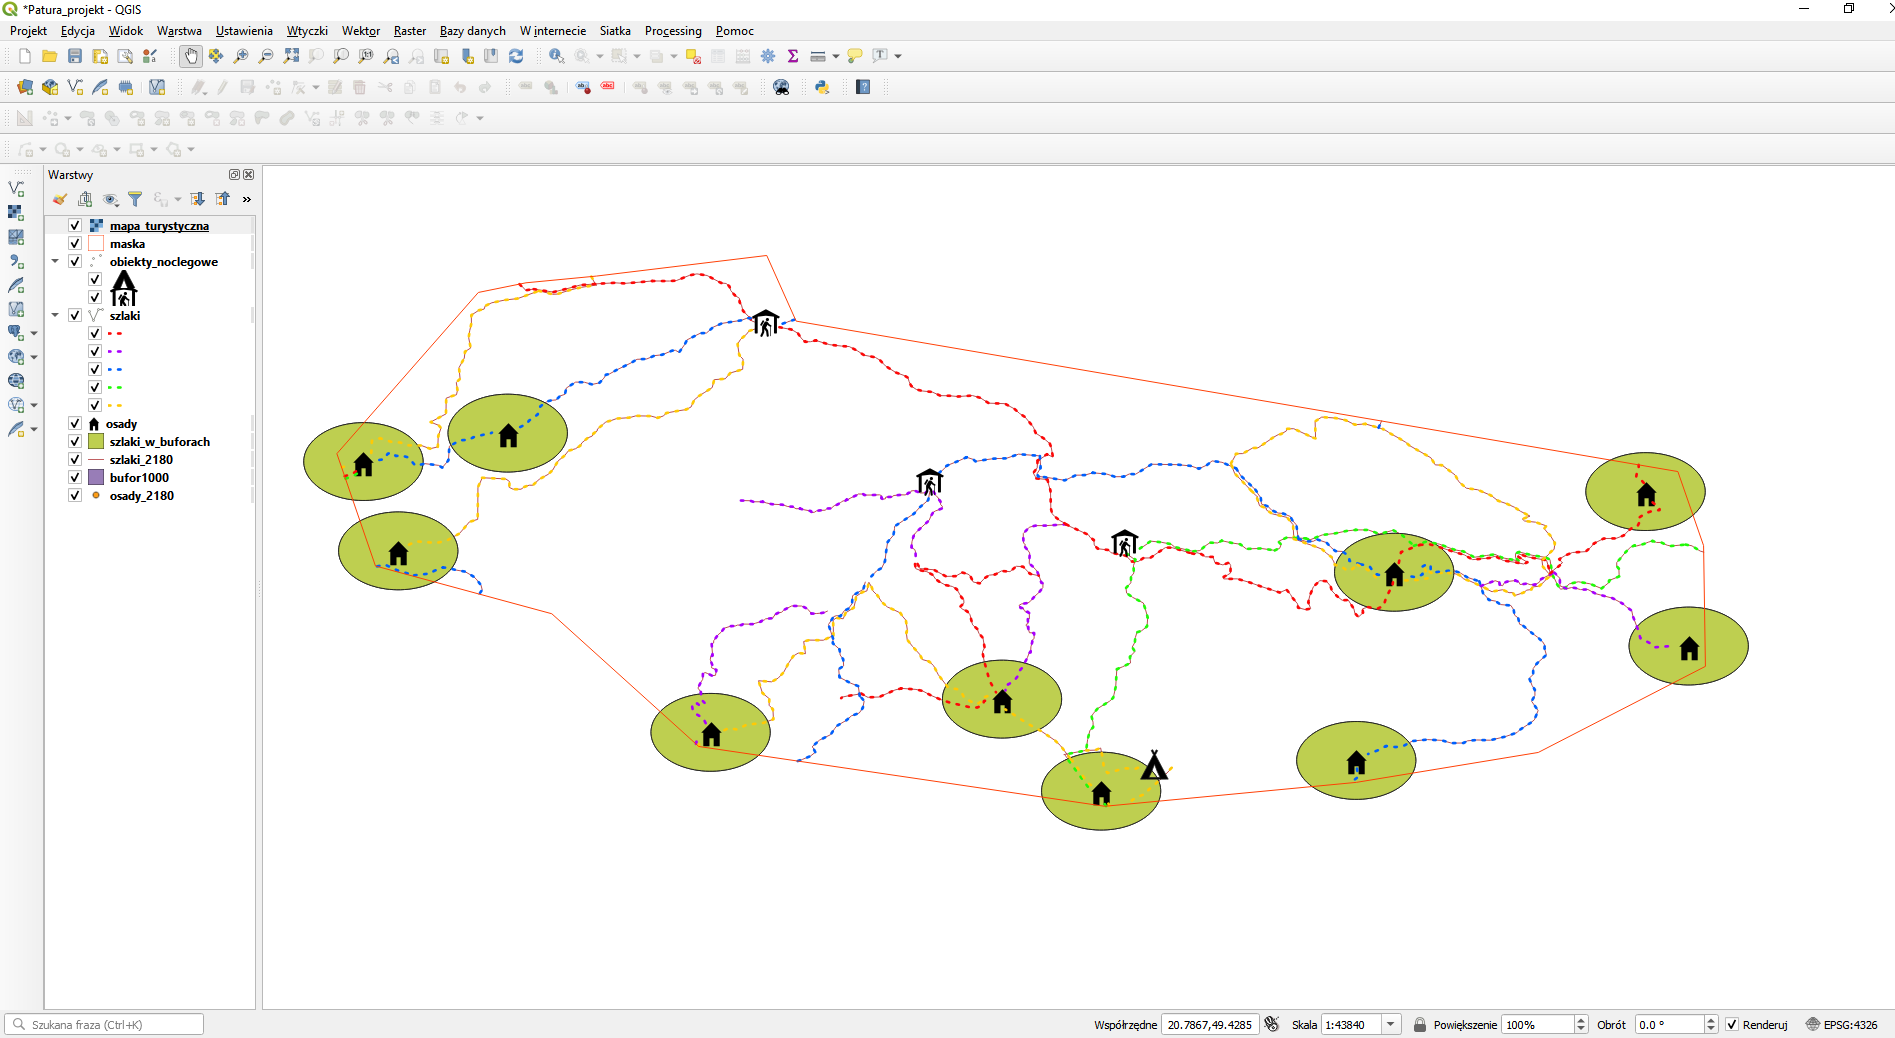 *Patura_projekt - QGIS
Projekt Edycja Widok Warstwa Ustawienia Wtyczki Wektor Raster Bazy danych W internecie Siatka Processing Pomoc
Warstwy
mapa_turystyczna
maska
obiekty_noclegowe
szlaki
osady
szlaki_w_buforach
szlaki_2180
bufor1000
osady_2180
Szukana fraza (Ctrl+K)
Współrzędne 20.7867,49.4285 Skala 1:43840 Powiększenie 100% Obrót 0.0 ° Renderuj EPSG:4326